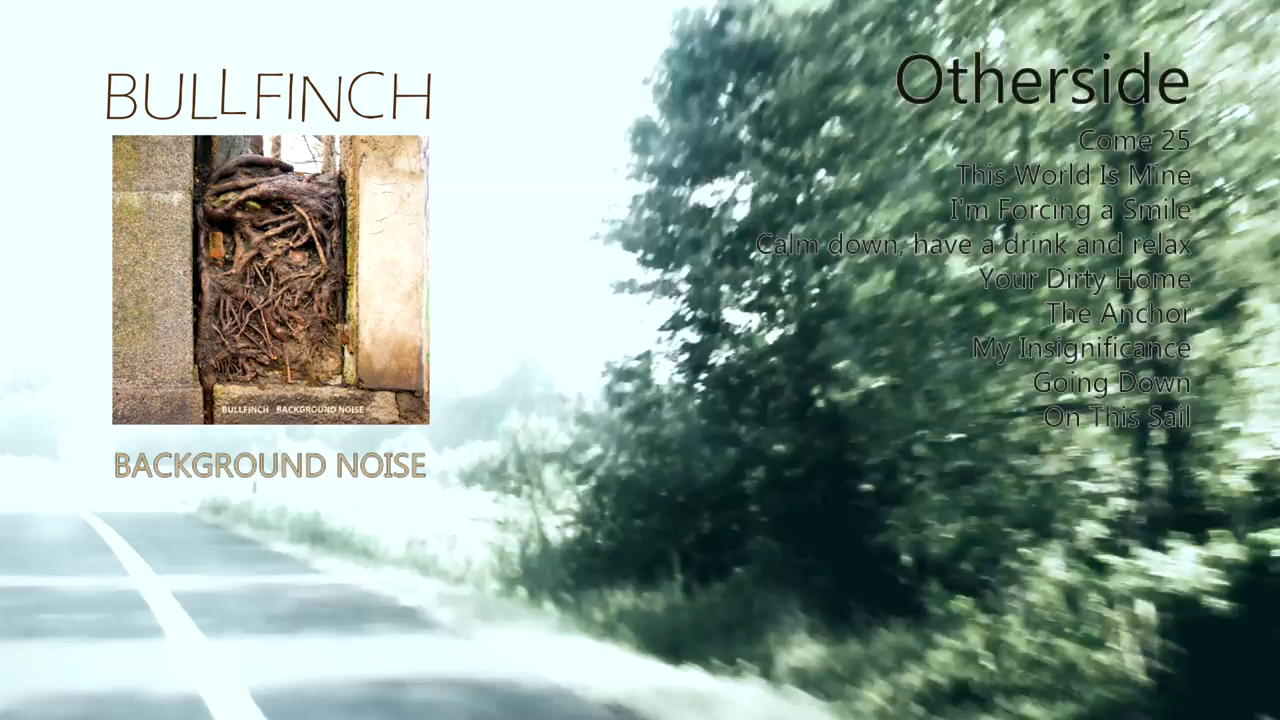 BULLFINCH
BULLFINCH BACKGROUND NOISE
BACKGROUND NOISE
Otherside
Come 25
This World Is Mine
I'm Forcing a Smile
Calm down, have a drink and relax
Your Dirty Home
The Anchor
My Insignificance
Going Down
On This Sail